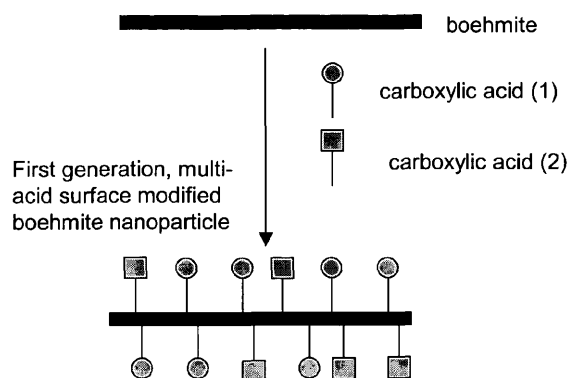 boehmite
carboxylic acid (1)
carboxylic acid (2)
First generation, multi-
acid surface modified
boehmite nanoparticle